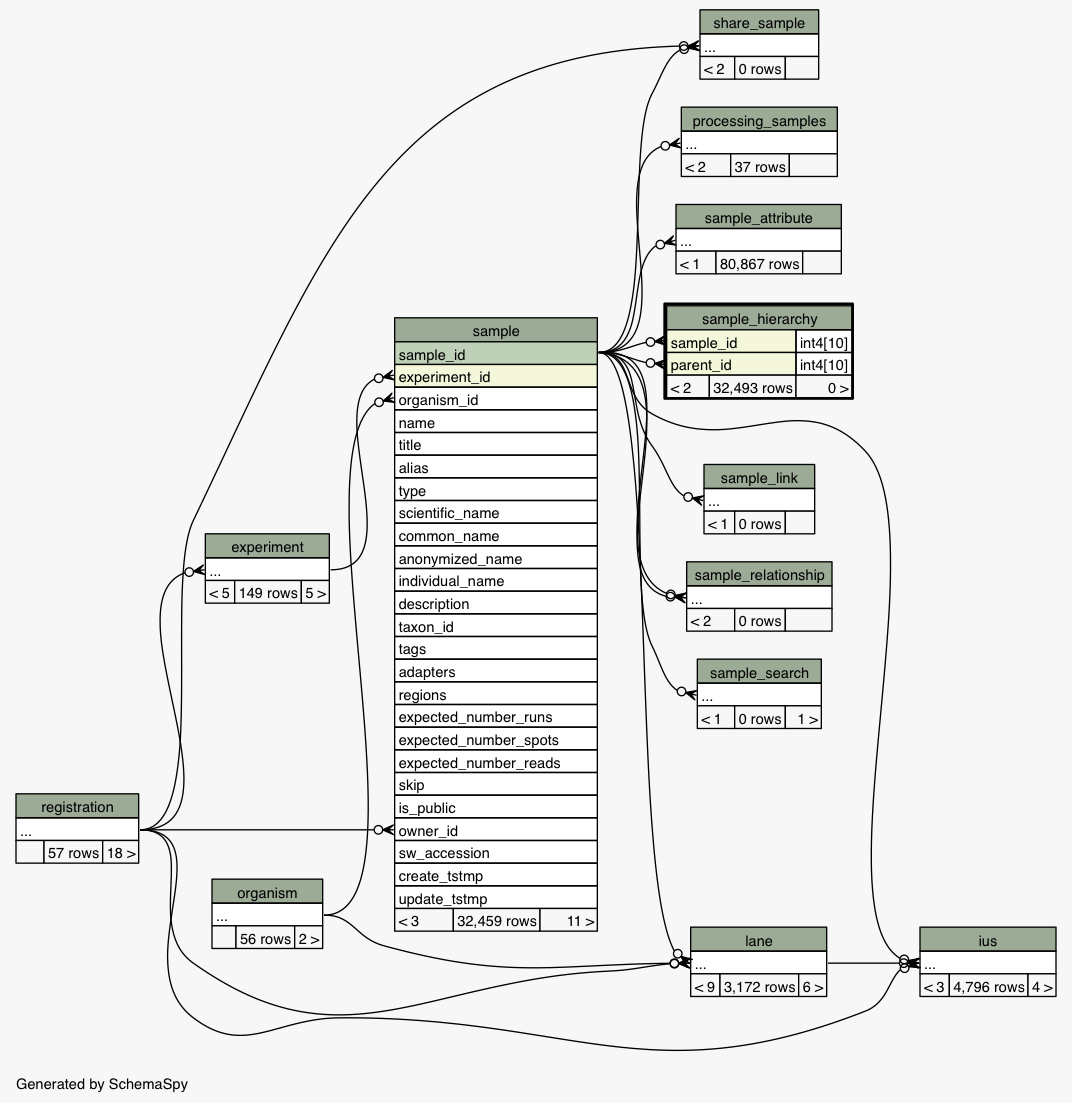 share_sample
...
< 2 0 rows
processing_samples
...
< 2 37 rows
sample_attribute
...
< 1 80,867 rows
sample_hierarchy
sample_id int4[10]
parent_id int4[10]
< 2 32,493 rows 0 >
sample
sample_id
experiment_id
organism_id
name
title
alias
type
scientific_name
common_name
anonymized_name
individual_name
description
taxon_id
tags
adapters
regions
expected_number_runs
expected_number_spots
expected_number_reads
skip
is_public
owner_id
sw_accession
create_tstmp
update_tstmp
< 3 32,459 rows 11 >
sample_link
...
< 1 0 rows
experiment
...
< 5 149 rows 5 >
sample_relationship
...
< 2 0 rows
sample_search
...
< 1 0 rows 1 >
registration
...
57 rows 18 >
organism
...
56 rows 2 >
lane
...
< 9 3,172 rows 6 >
ius
...
< 3 4,796 rows 4 >
Generated by SchemaSpy